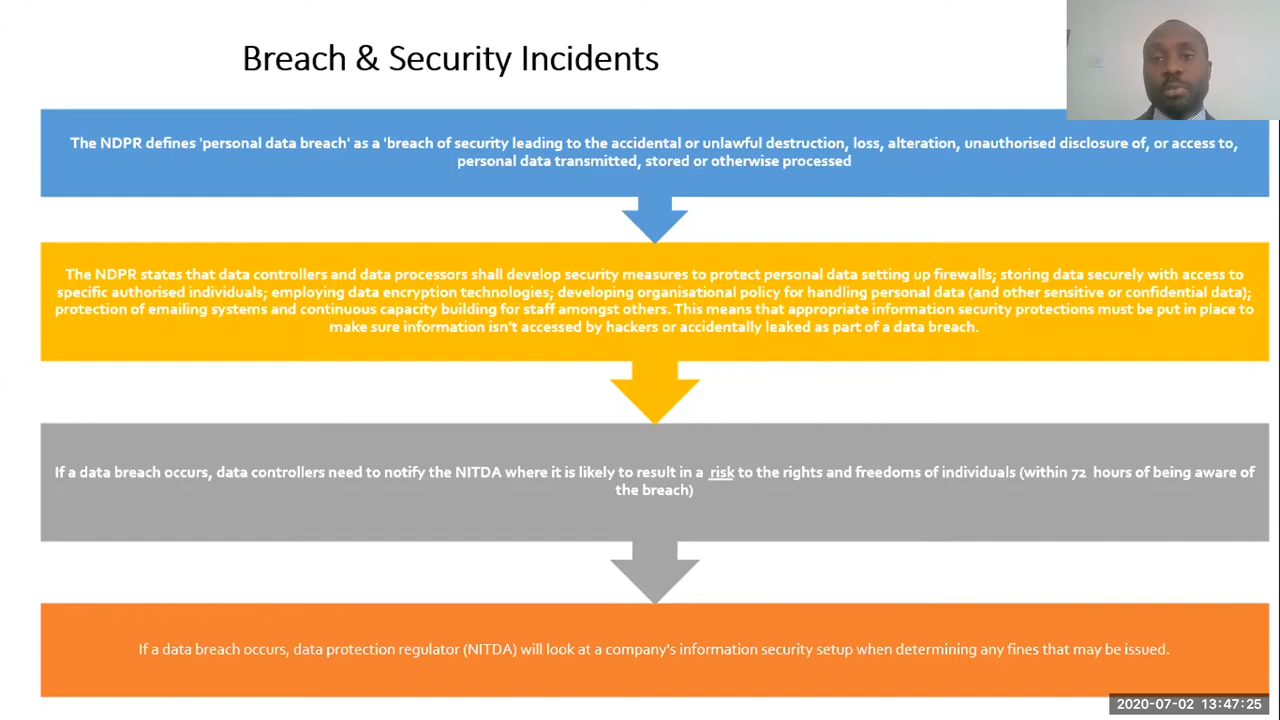 Breach & Security Incidents
The NDPR defines 'personal data breach' as a 'breach of security leading to the accidental or unlawful destruction, loss, alteration, unauthorised disclosure of, or access to,
personal data transmitted, stored or otherwise processed
The NDPR states that data controllers and data processors shall develop security measures to protect personal data setting up firewalls; storing data securely with access to
specific authorised individuals; employing data encryption technologies; developing organisational policy for handling personal data (and other sensitive or confidential data);
protection of emailing systems and continuous capacity building for staff amongst others. This means that appropriate information security protections must be put in place to
make sure information isn't accessed by hackers or accidentally leaked as part of a data breach.
If a data breach occurs, data controllers need to notify the NITDA where it is likely to result in a risk to the rights and freedoms of individuals (within 72 hours of being aware of
the breach)
If a data breach occurs, data protection regulator (NITDA) will look at a company's information security setup when determining any fines that may be issued.
2020-07-02 13:47:25